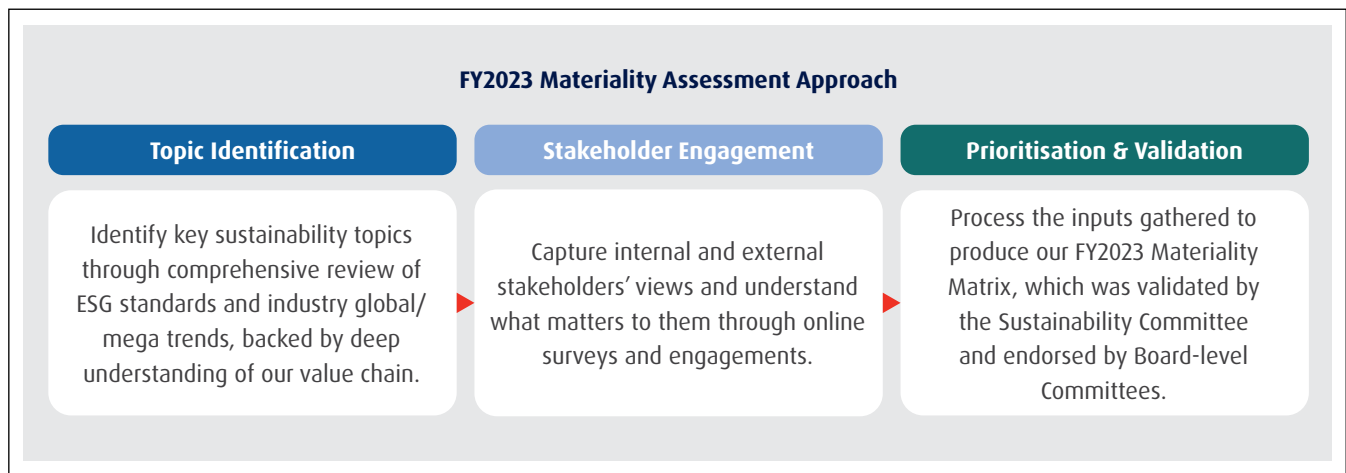 FY2023 Materiality Assessment Approach
Topic Identification
Identify key sustainability topics
through comprehensive review of
ESG standards and industry global/
mega trends, backed by deep
understanding of our value chain.
Stakeholder Engagement
Capture internal and external
stakeholders’ views and understand
what matters to them through online
surveys and engagements.
Prioritisation & Validation
Process the inputs gathered to
produce our FY2023 Materiality
Matrix, which was validated by
the Sustainability Committee
and endorsed by Board-level
Committees.